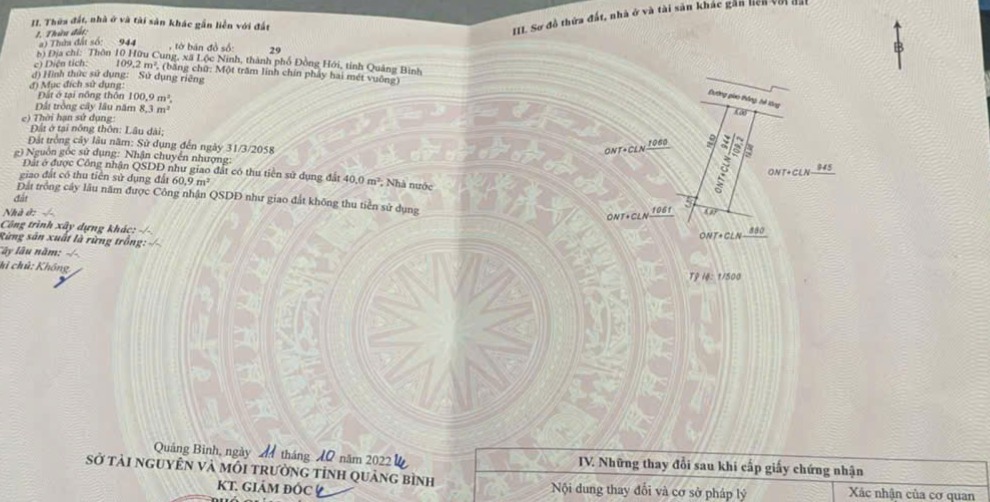 II. Thửa đất, nhà ở và tài sản khác gắn liền với đất
1. Thửa đất:
a) Thửa đất số: 944 , tờ bản đồ số: 29
b) Địa chỉ: Thôn 10 Hữu Cung, xã Lộc Ninh, thành phố Đồng Hới, tỉnh Quảng Bình
c) Diện tích: 109,2 m², (bằng chữ: Một trăm linh chín phẩy hai mét vuông)
d) Hình thức sử dụng: Sử dụng riêng
đ) Mục đích sử dụng:
Đất ở tại nông thôn 100,9 m²,
Đất trồng cây lâu năm 8,3 m²
e) Thời hạn sử dụng:
Đất ở tại nông thôn: Lâu dài;
Đất trồng cây lâu năm: Sử dụng đến ngày 31/3/2058
g) Nguồn gốc sử dụng: Nhận chuyển nhượng:
Đất ở được Công nhận QSDĐ như giao đất có thu tiền sử dụng đất 40,0 m²; Nhà nước
giao đất có thu tiền sử dụng đất 60,9 m²
Đất trồng cây lâu năm được Công nhận QSDĐ như giao đất không thu tiền sử dụng
đất
Nhà ở: -/-
Công trình xây dựng khác: -/-
Rừng sản xuất là rừng trồng: -/-
Cây lâu năm: -/-
hi chú: Không
Quảng Bình, ngày 11 tháng 10 năm 2022
SỞ TÀI NGUYÊN VÀ MÔI TRƯỜNG TỈNH QUẢNG BÌNH
KT. GIÁM ĐỐC
III. Sơ đồ thửa đất, nhà ở và tài sản khác gắn liền với đất
B
Đường giao thông, bê tông
5,00
ONT+CLN 1060
ONT+CLN 944
109,2
ONT+CLN 945
ONT+CLN 1061
ONT+CLN 880
Tỷ lệ: 1/500
IV. Những thay đổi sau khi cấp giấy chứng nhận
Nội dung thay đổi và cơ sở pháp lý
Xác nhận của cơ quan